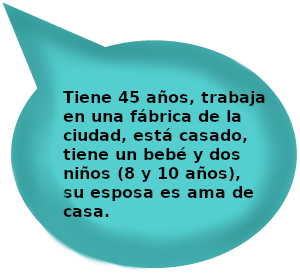 Tiene 45 años, trabaja
en una fábrica de la
ciudad, está casado,
tiene un bebé y dos
niños (8 y 10 años),
su esposa es ama de
casa.